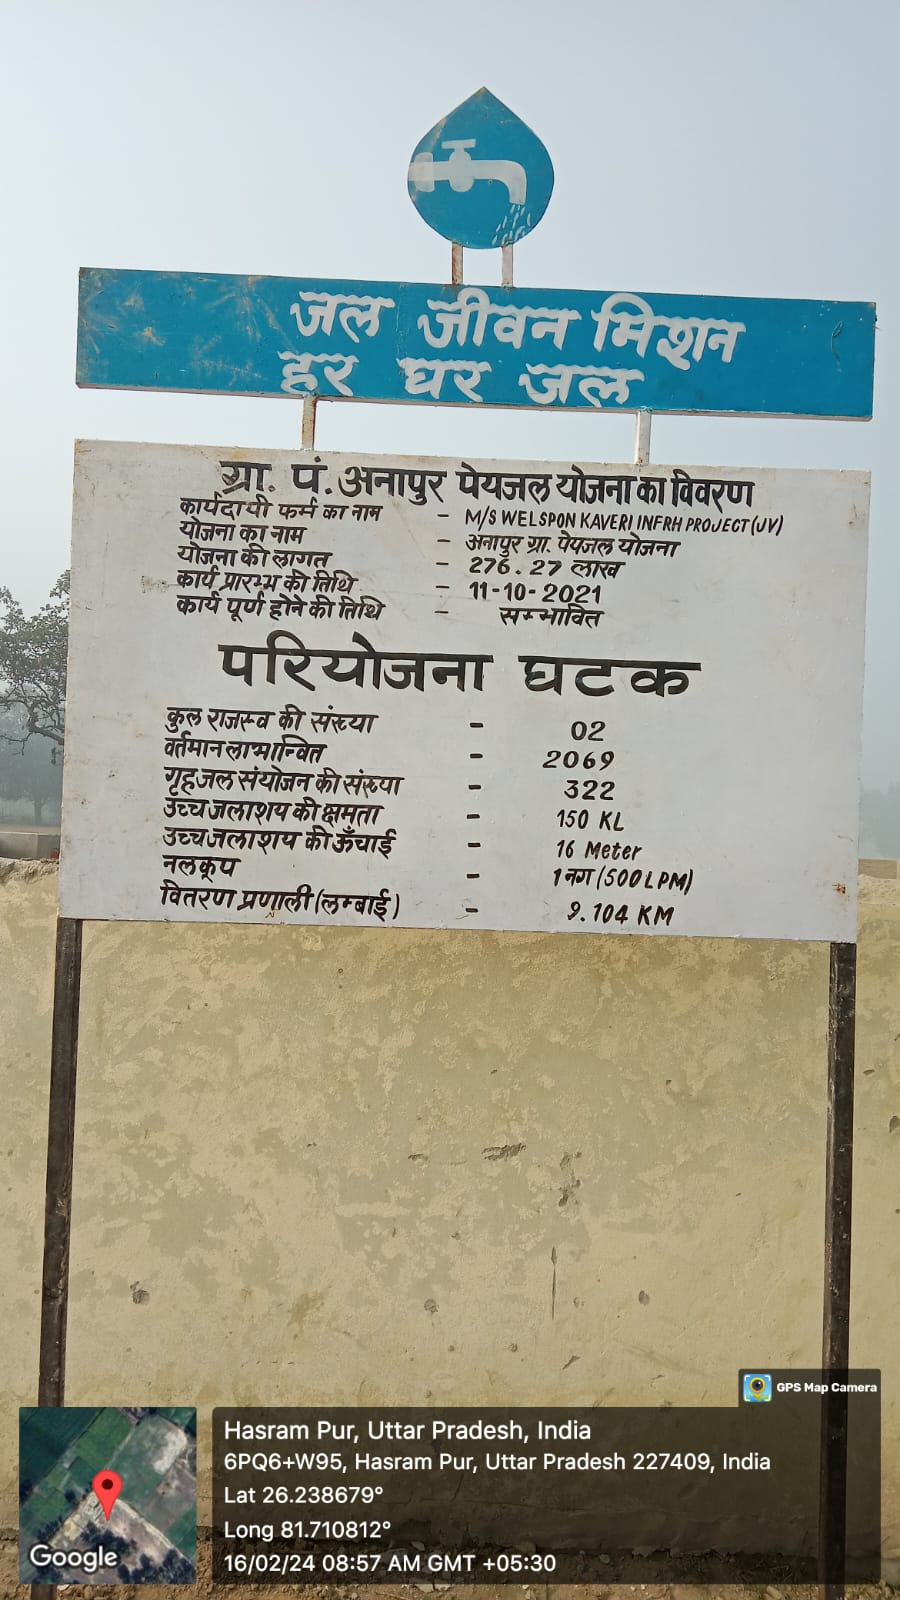 जल जीवन मिशन
हर घर जल
ग्रा. पं. अनापुर पेयजल योजना का विवरण
कार्यदायी फर्म का नाम - M/S WELSPON KAVERI INFRH PROJECT (JV)
योजना का नाम - अनापुर ग्रा. पेयजल योजना
योजना की लागत - 276.27 लाख
कार्य प्रारम्भ की तिथि - 11-10-2021
कार्य पूर्ण होने की तिथि - सम्भावित
परियोजना घटक
कुल राजस्व की संख्या - 02
वर्तमान लाभान्वित - 2069
गृहजल संयोजन की संख्या - 322
उच्च जलाशय की क्षमता - 150 KL
उच्च जलाशय की ऊँचाई - 16 Meter
नलकूप - 1 नग (500 LPM)
वितरण प्रणाली (लम्बाई) - 9.104 KM
GPS Map Camera
Hasram Pur, Uttar Pradesh, India
6PQ6+W95, Hasram Pur, Uttar Pradesh 227409, India
Lat 26.238679°
Long 81.710812°
16/02/24 08:57 AM GMT +05:30
Google